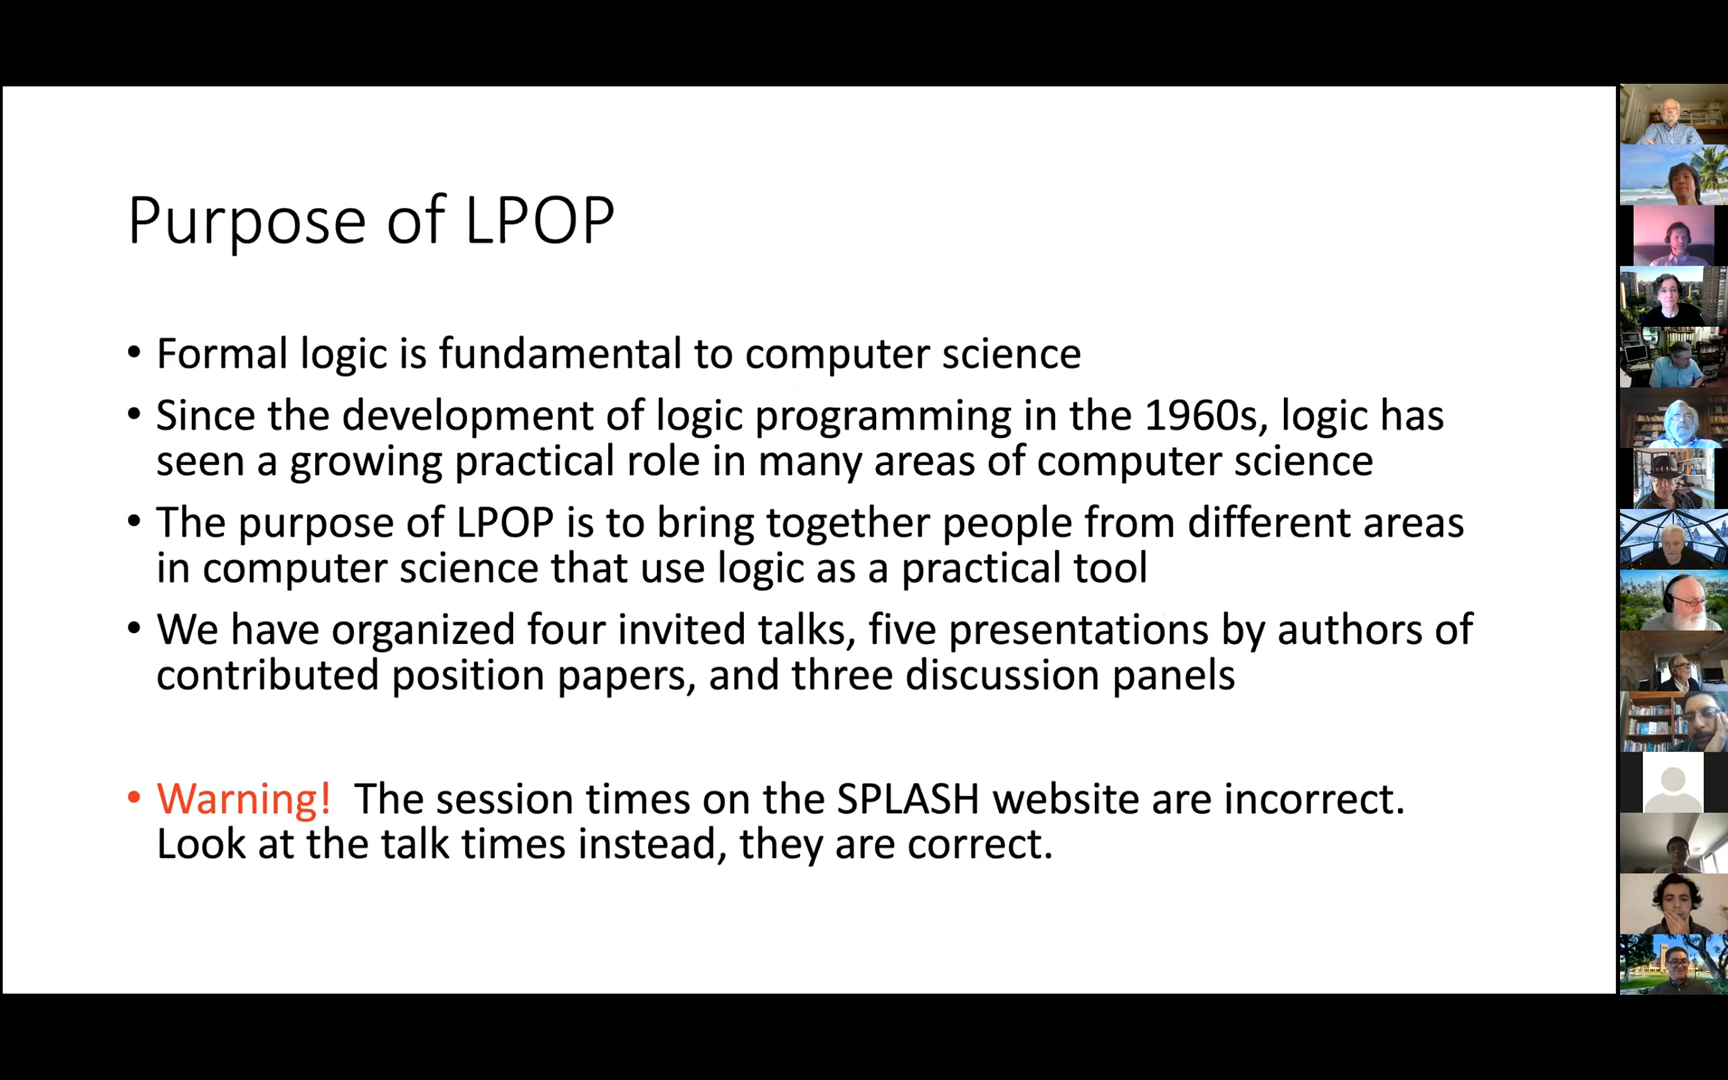 Purpose of LPOP
• Formal logic is fundamental to computer science
• Since the development of logic programming in the 1960s, logic has
seen a growing practical role in many areas of computer science
• The purpose of LPOP is to bring together people from different areas
in computer science that use logic as a practical tool
• We have organized four invited talks, five presentations by authors of
contributed position papers, and three discussion panels
• Warning!  The session times on the SPLASH website are incorrect.
Look at the talk times instead, they are correct.